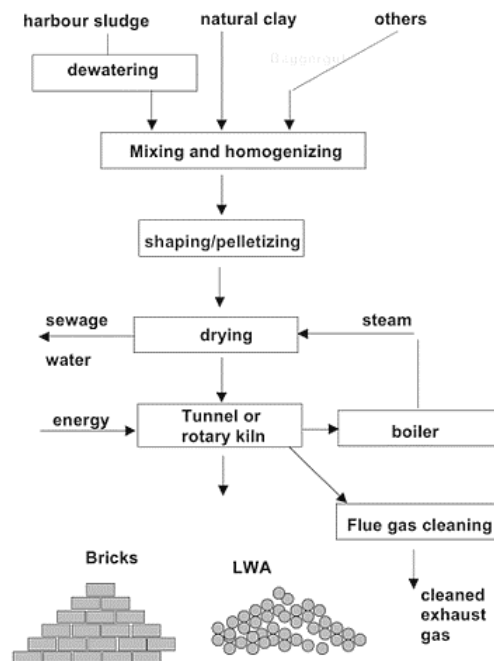 harbour sludge
natural clay
others
Baggergut
dewatering
Mixing and homogenizing
shaping/pelletizing
sewage
water
drying
steam
energy
Tunnel or
rotary kiln
boiler
Flue gas cleaning
Bricks
LWA
cleaned
exhaust
gas